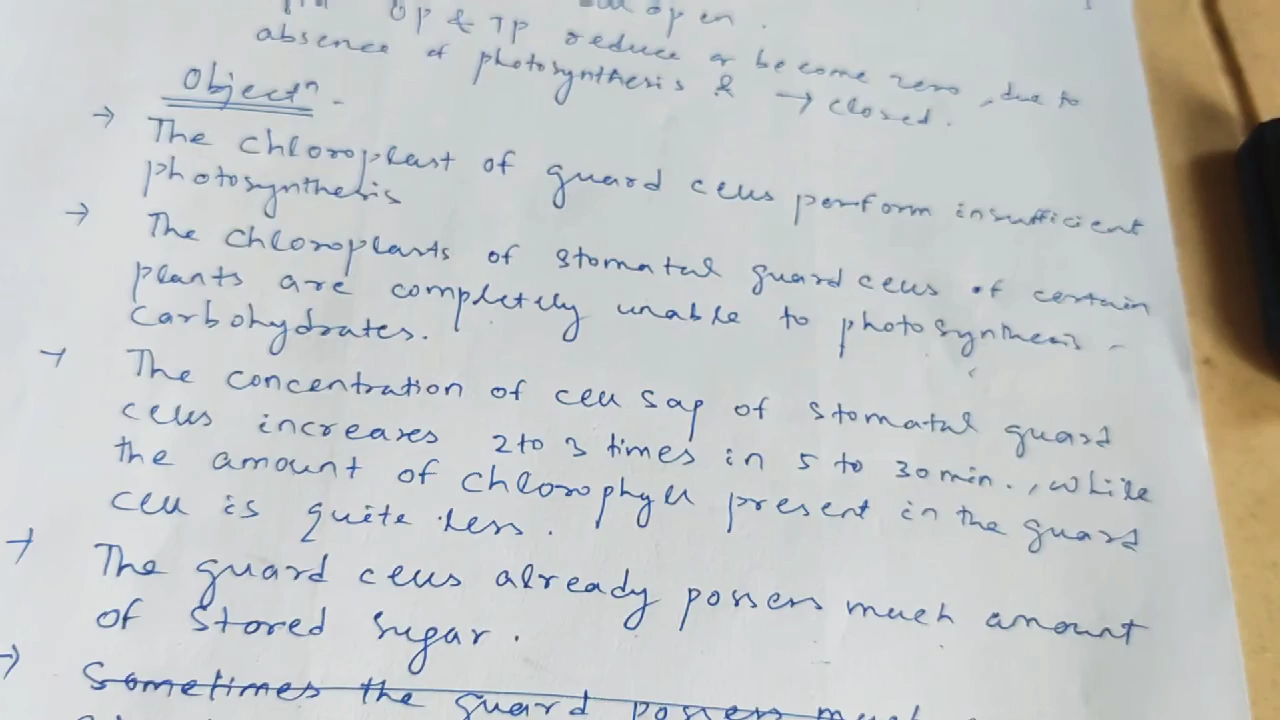 OP & TP reduce or become zero, due to
absence of photosynthesis & → closed.
Objectn -
→ The chloroplast of guard cells perform insufficient
photosynthesis
→ The chloroplasts of stomatal guard cells of certain
plants are completely unable to photosynthesis -
carbohydrates.
→ The concentration of cell sap of stomatal guard
cells increases 2 to 3 times in 5 to 30 min., while
the amount of chlorophyll present in the guard
cell is quite less.
→ The guard cells already possess much amount
of stored sugar.
→ Sometimes the guard possess much